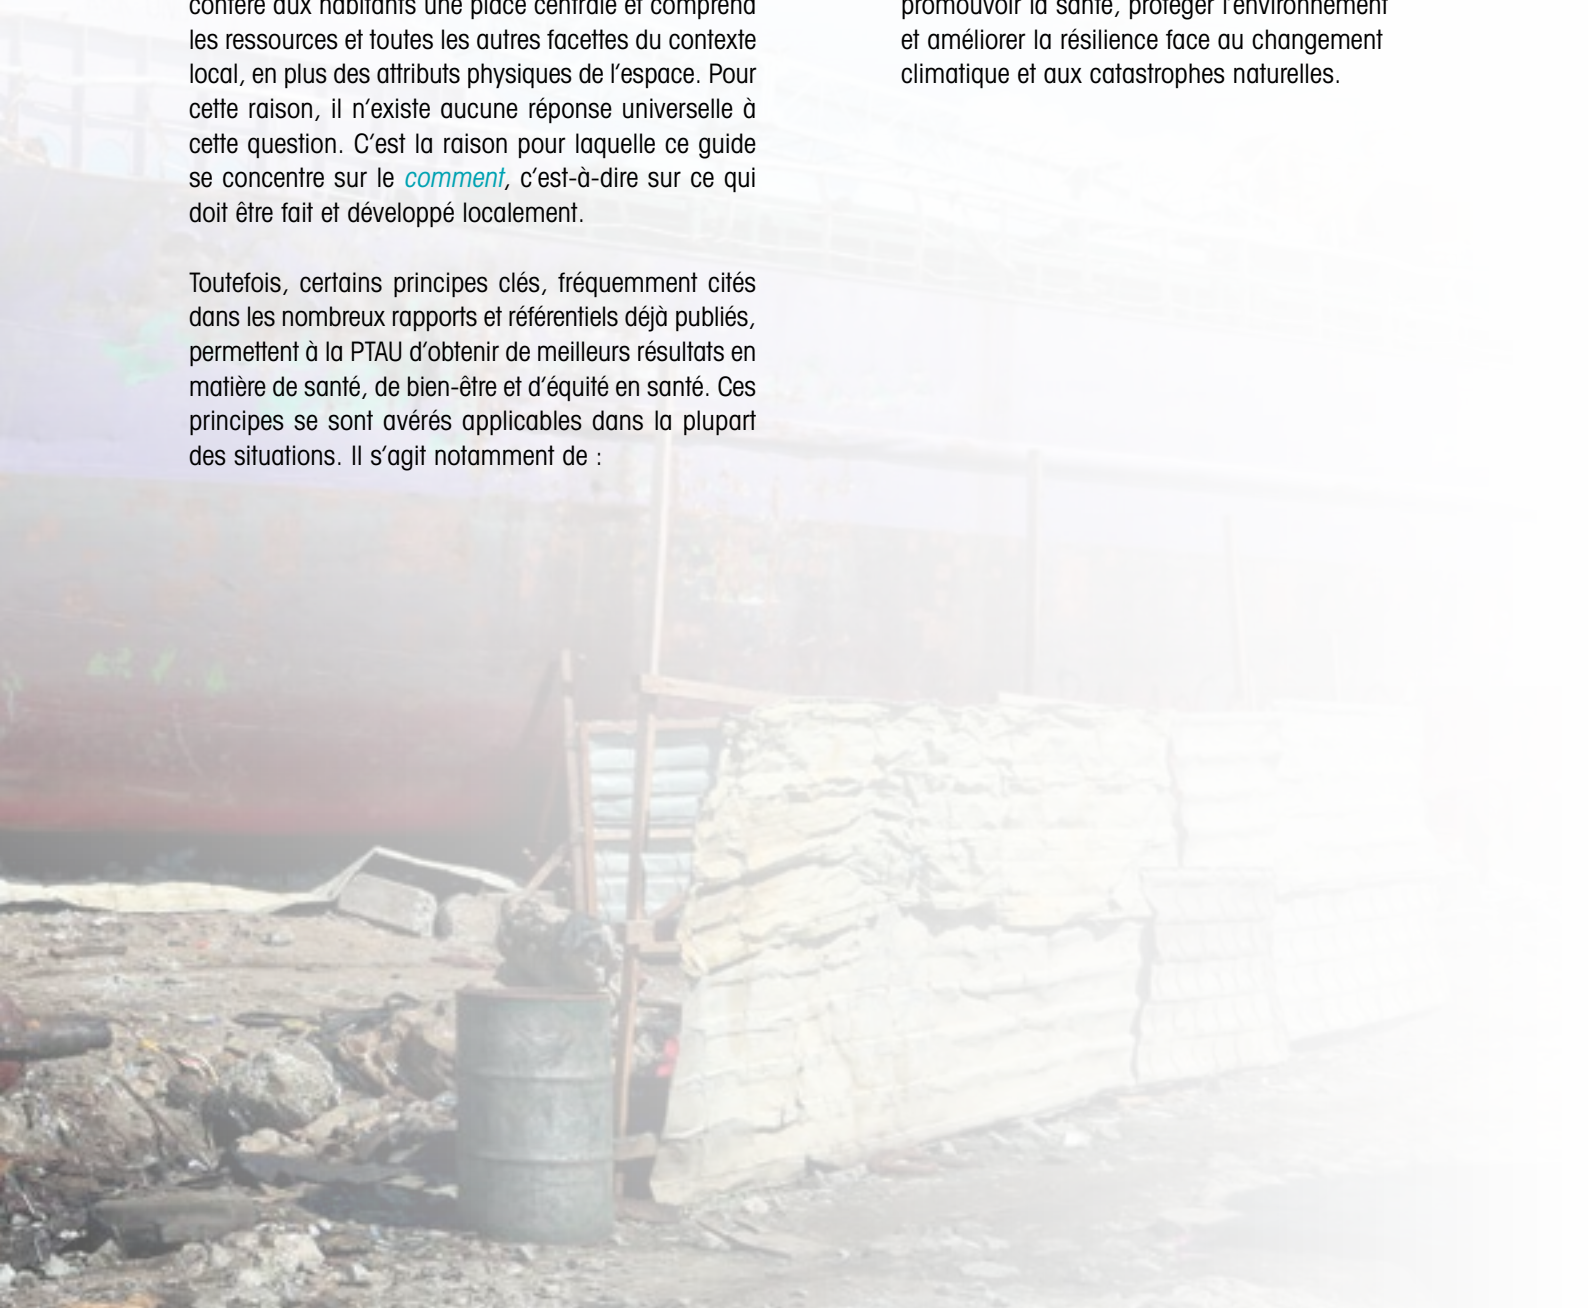 confère aux habitants une place centrale et comprend
les ressources et toutes les autres facettes du contexte
local, en plus des attributs physiques de l’espace. Pour
cette raison, il n’existe aucune réponse universelle à
cette question. C’est la raison pour laquelle ce guide
se concentre sur le comment, c’est-à-dire sur ce qui
doit être fait et développé localement.
Toutefois, certains principes clés, fréquemment cités
dans les nombreux rapports et référentiels déjà publiés,
permettent à la PTAU d’obtenir de meilleurs résultats en
matière de santé, de bien-être et d’équité en santé. Ces
principes se sont avérés applicables dans la plupart
des situations. Il s’agit notamment de :
promouvoir la santé, protéger l’environnement
et améliorer la résilience face au changement
climatique et aux catastrophes naturelles.